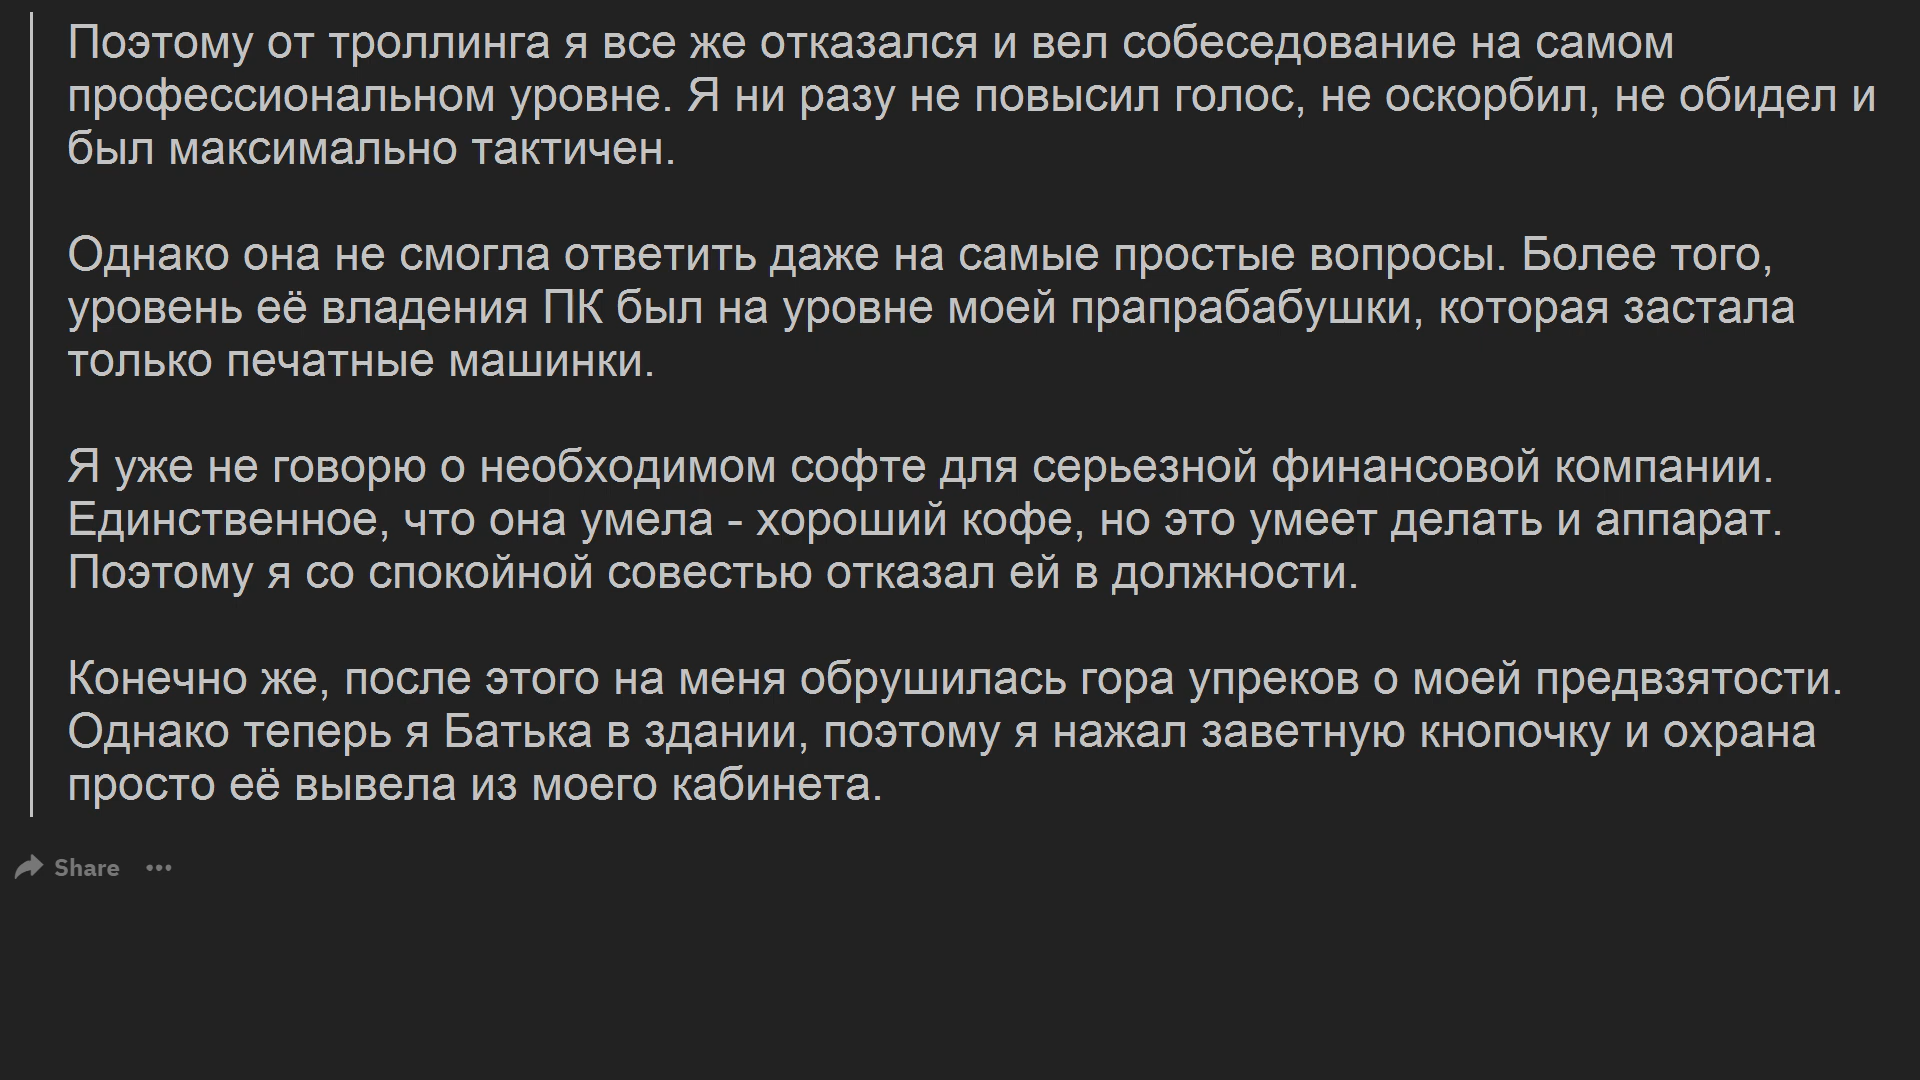 Поэтому от троллинга я все же отказался и вел собеседование на самом
профессиональном уровне. Я ни разу не повысил голос, не оскорбил, не обидел и
был максимально тактичен.
Однако она не смогла ответить даже на самые простые вопросы. Более того,
уровень её владения ПК был на уровне моей прапрабабушки, которая застала
только печатные машинки.
Я уже не говорю о необходимом софте для серьезной финансовой компании.
Единственное, что она умела - хороший кофе, но это умеет делать и аппарат.
Поэтому я со спокойной совестью отказал ей в должности.
Конечно же, после этого на меня обрушилась гора упреков о моей предвзятости.
Однако теперь я Батька в здании, поэтому я нажал заветную кнопочку и охрана
просто её вывела из моего кабинета.
Share •••